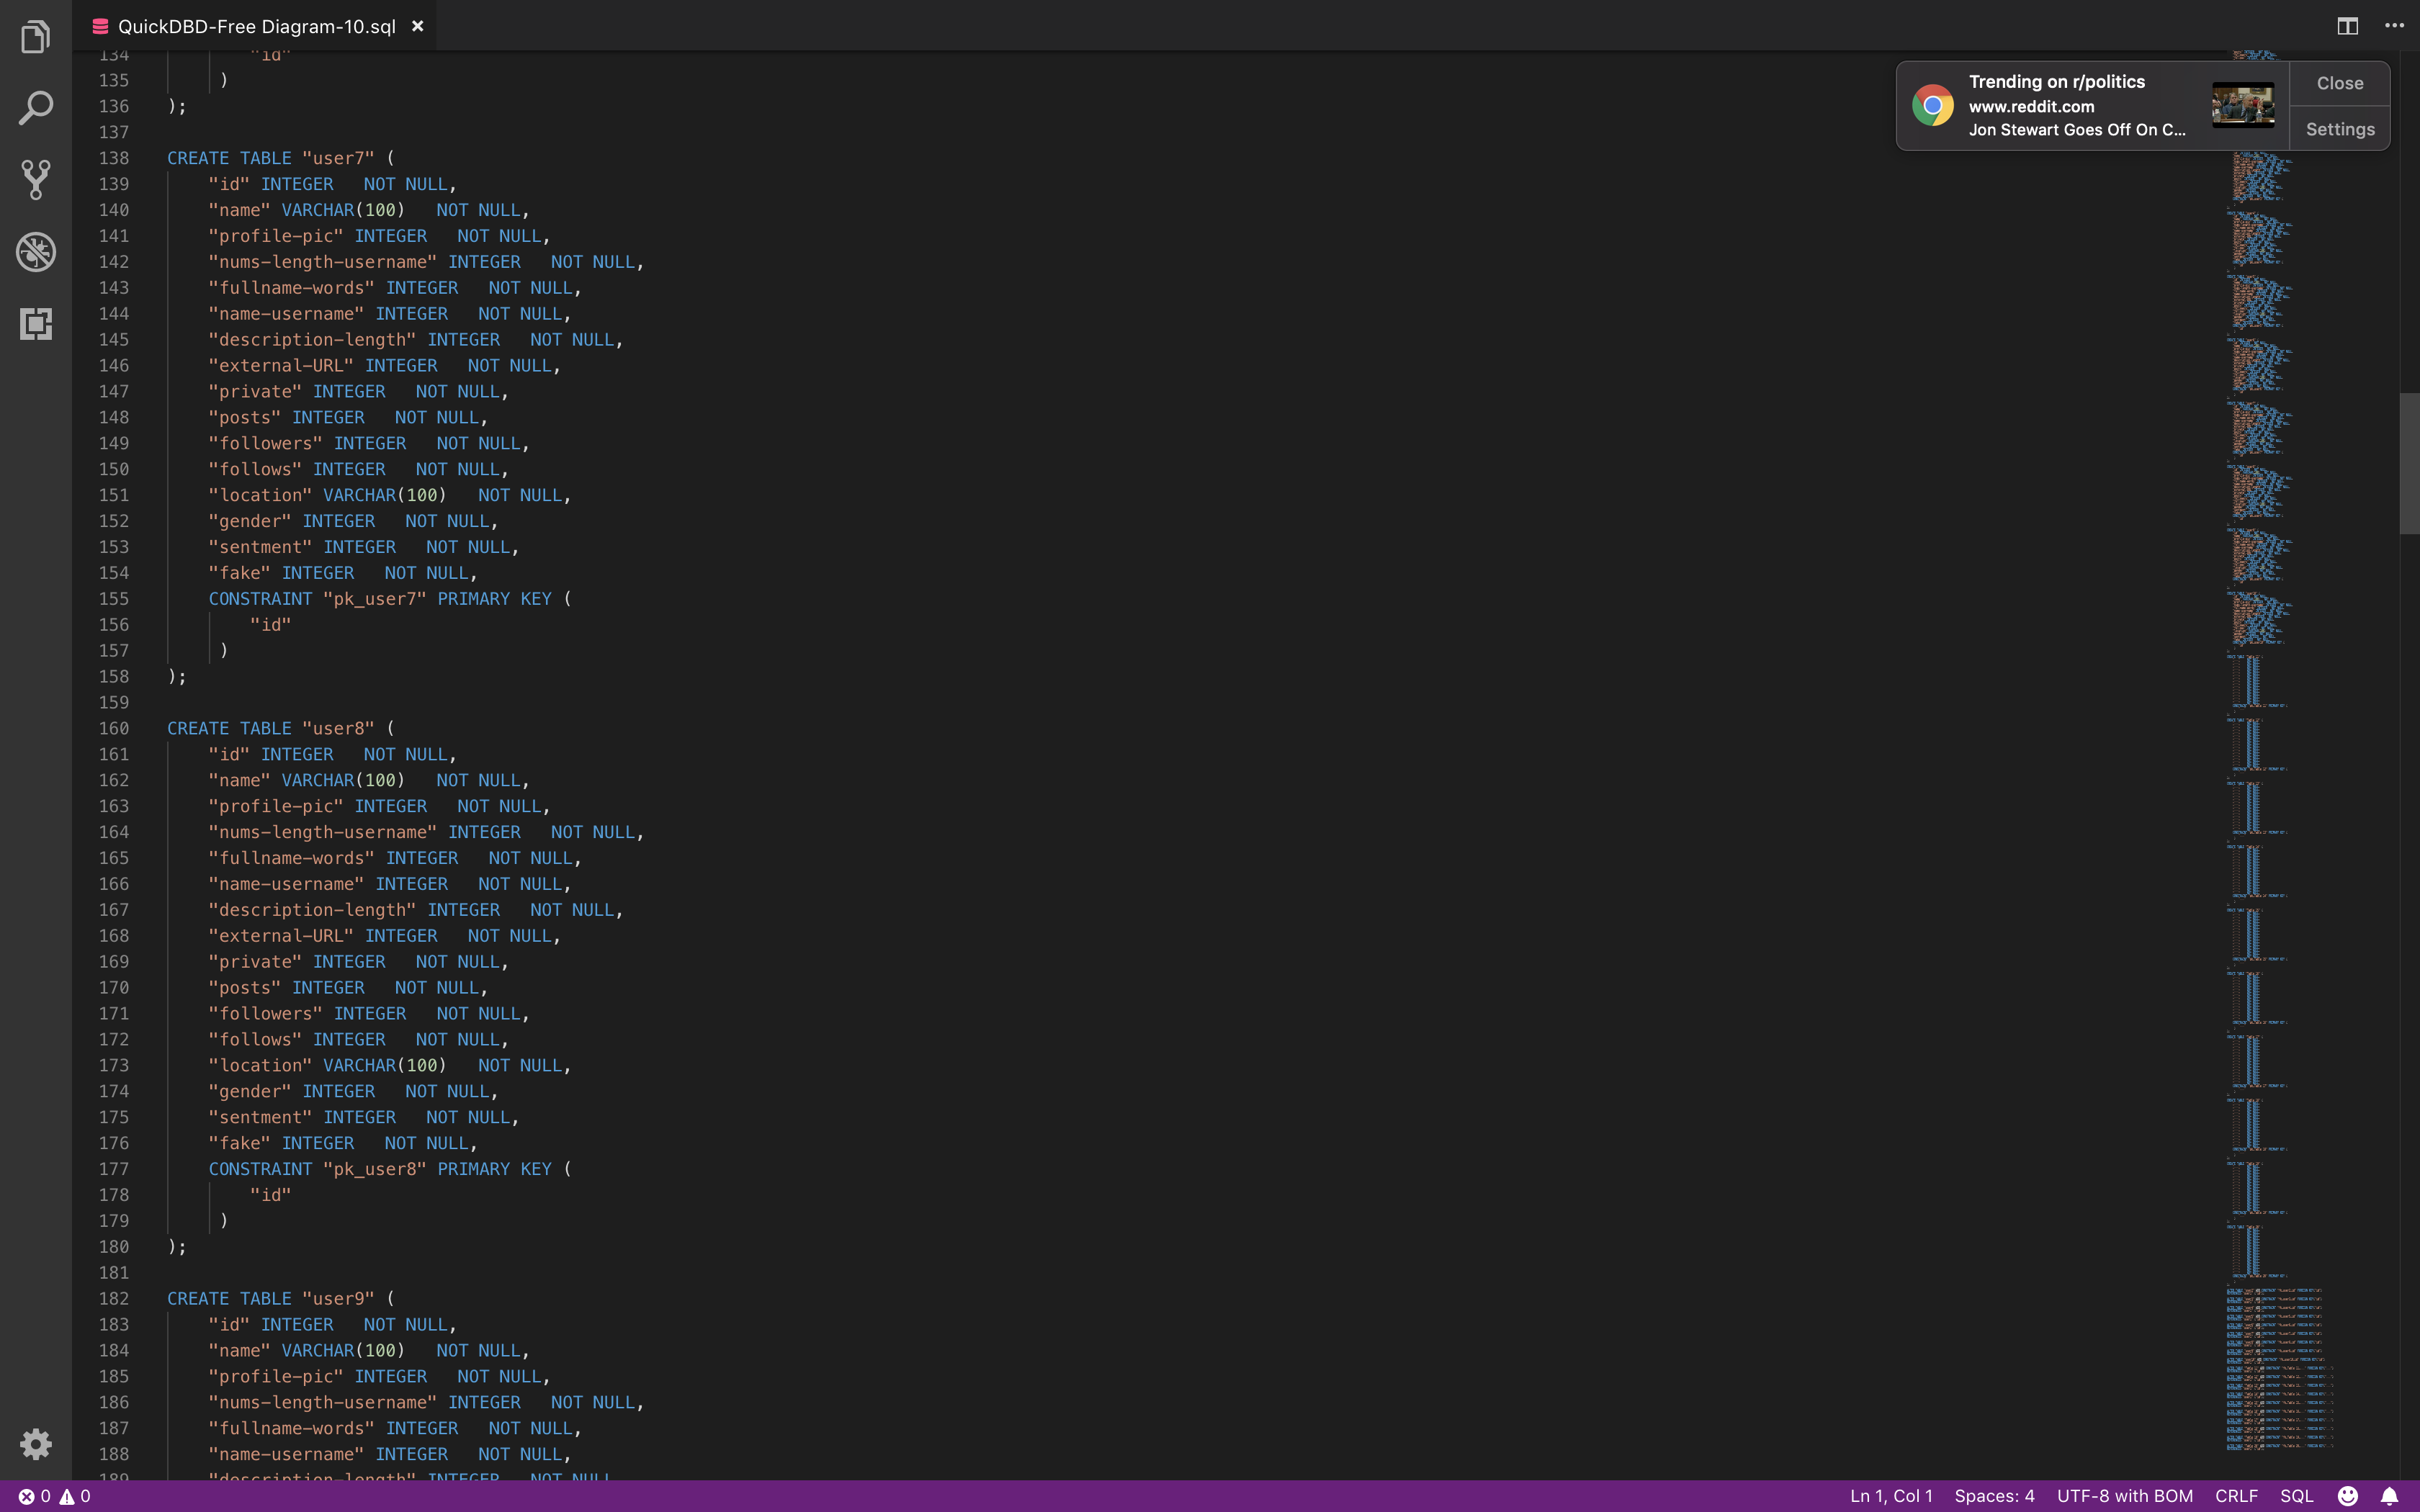 QuickDBD-Free Diagram-10.sql
134 "id"
135 )
136 );
137
138 CREATE TABLE "user7" (
139 "id" INTEGER NOT NULL,
140 "name" VARCHAR(100) NOT NULL,
141 "profile-pic" INTEGER NOT NULL,
142 "nums-length-username" INTEGER NOT NULL,
143 "fullname-words" INTEGER NOT NULL,
144 "name-username" INTEGER NOT NULL,
145 "description-length" INTEGER NOT NULL,
146 "external-URL" INTEGER NOT NULL,
147 "private" INTEGER NOT NULL,
148 "posts" INTEGER NOT NULL,
149 "followers" INTEGER NOT NULL,
150 "follows" INTEGER NOT NULL,
151 "location" VARCHAR(100) NOT NULL,
152 "gender" INTEGER NOT NULL,
153 "sentment" INTEGER NOT NULL,
154 "fake" INTEGER NOT NULL,
155 CONSTRAINT "pk_user7" PRIMARY KEY (
156 "id"
157 )
158 );
159
160 CREATE TABLE "user8" (
161 "id" INTEGER NOT NULL,
162 "name" VARCHAR(100) NOT NULL,
163 "profile-pic" INTEGER NOT NULL,
164 "nums-length-username" INTEGER NOT NULL,
165 "fullname-words" INTEGER NOT NULL,
166 "name-username" INTEGER NOT NULL,
167 "description-length" INTEGER NOT NULL,
168 "external-URL" INTEGER NOT NULL,
169 "private" INTEGER NOT NULL,
170 "posts" INTEGER NOT NULL,
171 "followers" INTEGER NOT NULL,
172 "follows" INTEGER NOT NULL,
173 "location" VARCHAR(100) NOT NULL,
174 "gender" INTEGER NOT NULL,
175 "sentment" INTEGER NOT NULL,
176 "fake" INTEGER NOT NULL,
177 CONSTRAINT "pk_user8" PRIMARY KEY (
178 "id"
179 )
180 );
181
182 CREATE TABLE "user9" (
183 "id" INTEGER NOT NULL,
184 "name" VARCHAR(100) NOT NULL,
185 "profile-pic" INTEGER NOT NULL,
186 "nums-length-username" INTEGER NOT NULL,
187 "fullname-words" INTEGER NOT NULL,
188 "name-username" INTEGER NOT NULL,
189 "description-length" INTEGER NOT NULL
Trending on r/politics
www.reddit.com
Jon Stewart Goes Off On C...
Close
Settings
0 0
Ln 1, Col 1 Spaces: 4 UTF-8 with BOM CRLF SQL